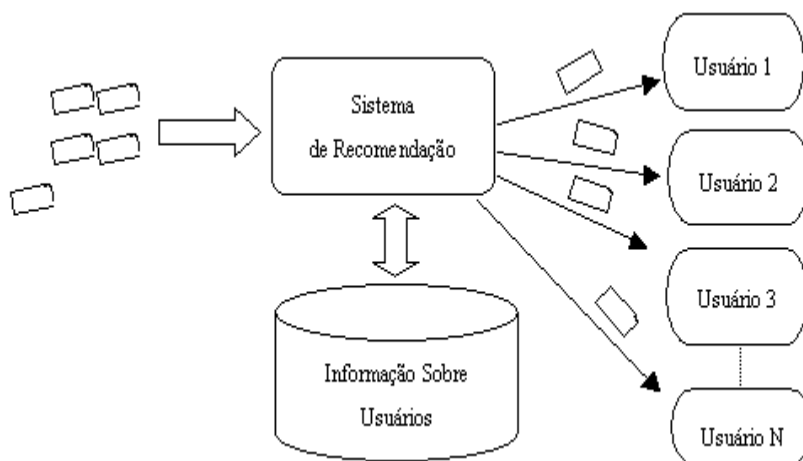 Sistema
de Recomendação
Usuário 1
Usuário 2
Usuário 3
Usuário N
Informação Sobre
Usuários